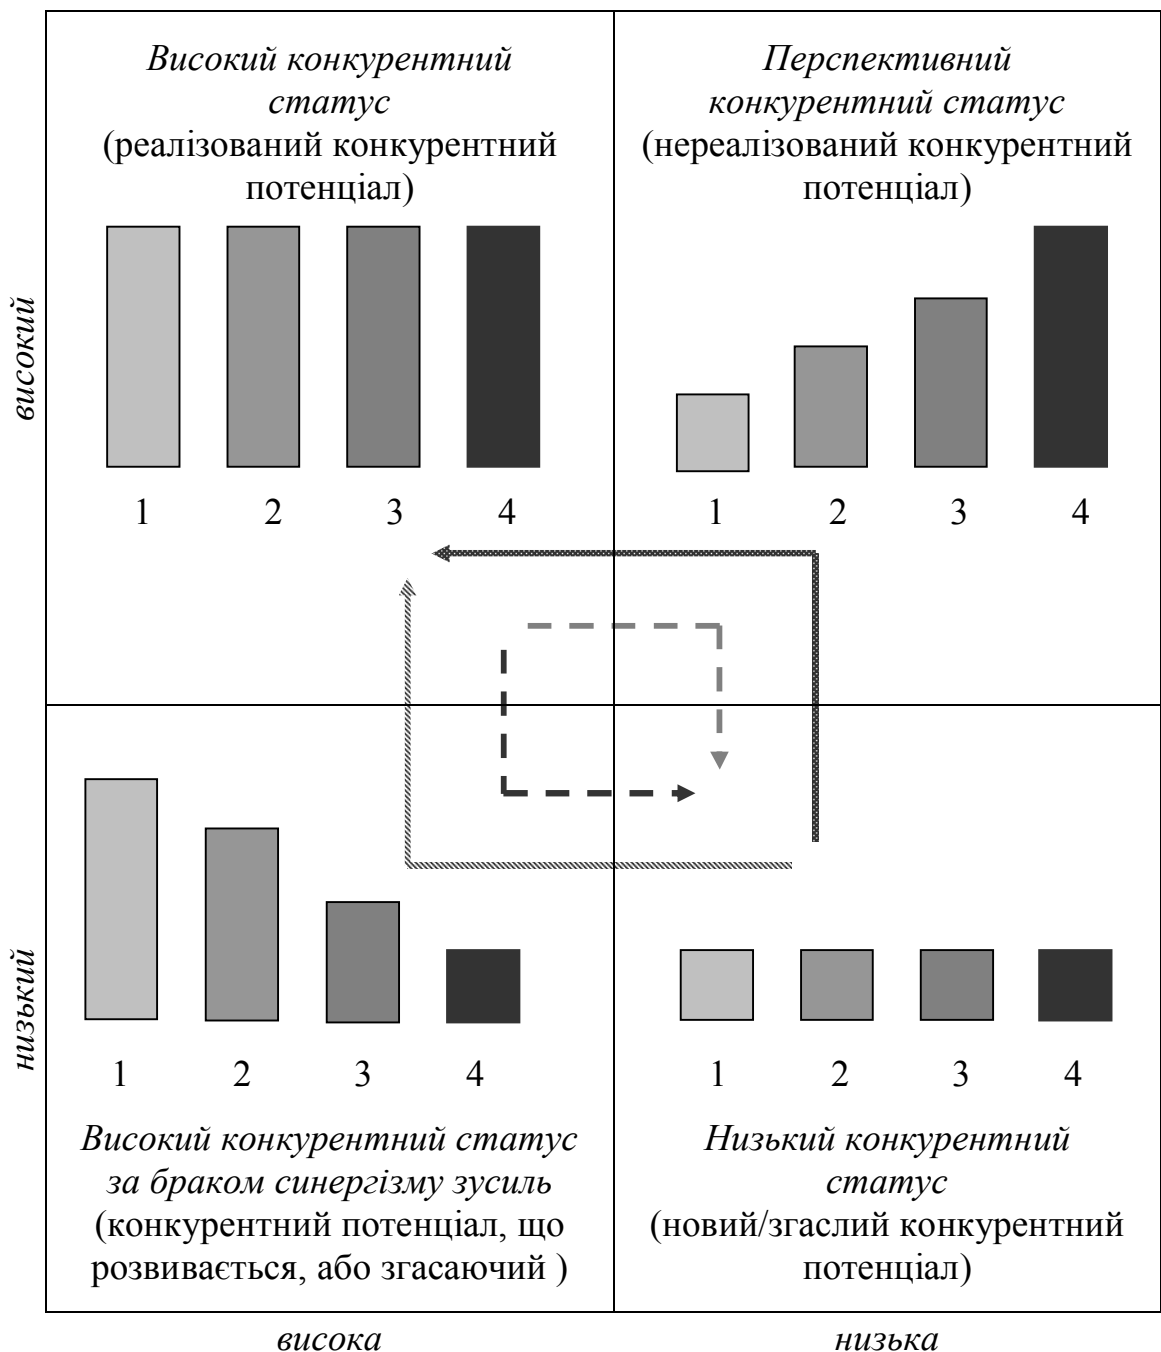 Високий конкурентний
статус
(реалізований конкурентний
потенціал)
Перспективний
конкурентний статус
(нереалізований конкурентний
потенціал)
високий
1 2 3 4
1 2 3 4
низький
1 2 3 4
1 2 3 4
Високий конкурентний статус
за браком синергізму зусиль
(конкурентний потенціал, що
розвивається, або згасаючий )
Низький конкурентний
статус
(новий/згаслий конкурентний
потенціал)
висока
низька